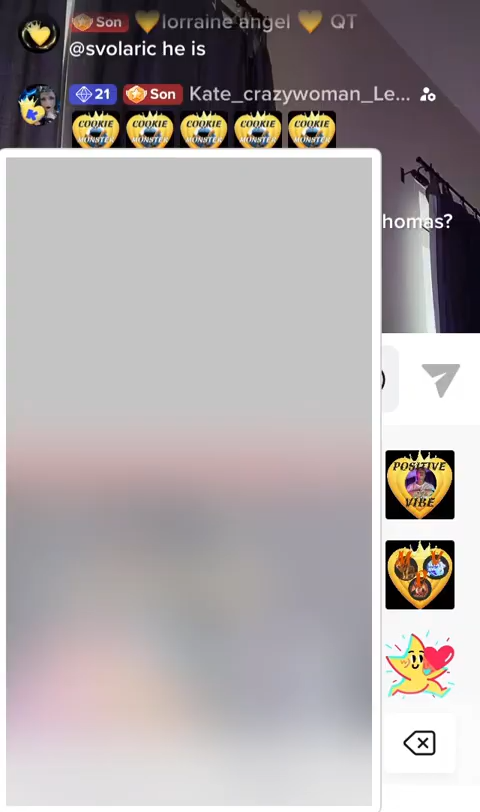 Son 💛lorraine angel 💛 QT
@svolaric he is
21 Son Kate_crazywoman_Le...
COOKIE MONSTER COOKIE MONSTER COOKIE MONSTER COOKIE MONSTER COOKIE MONSTER
homas?
POSITIVE
VIBE